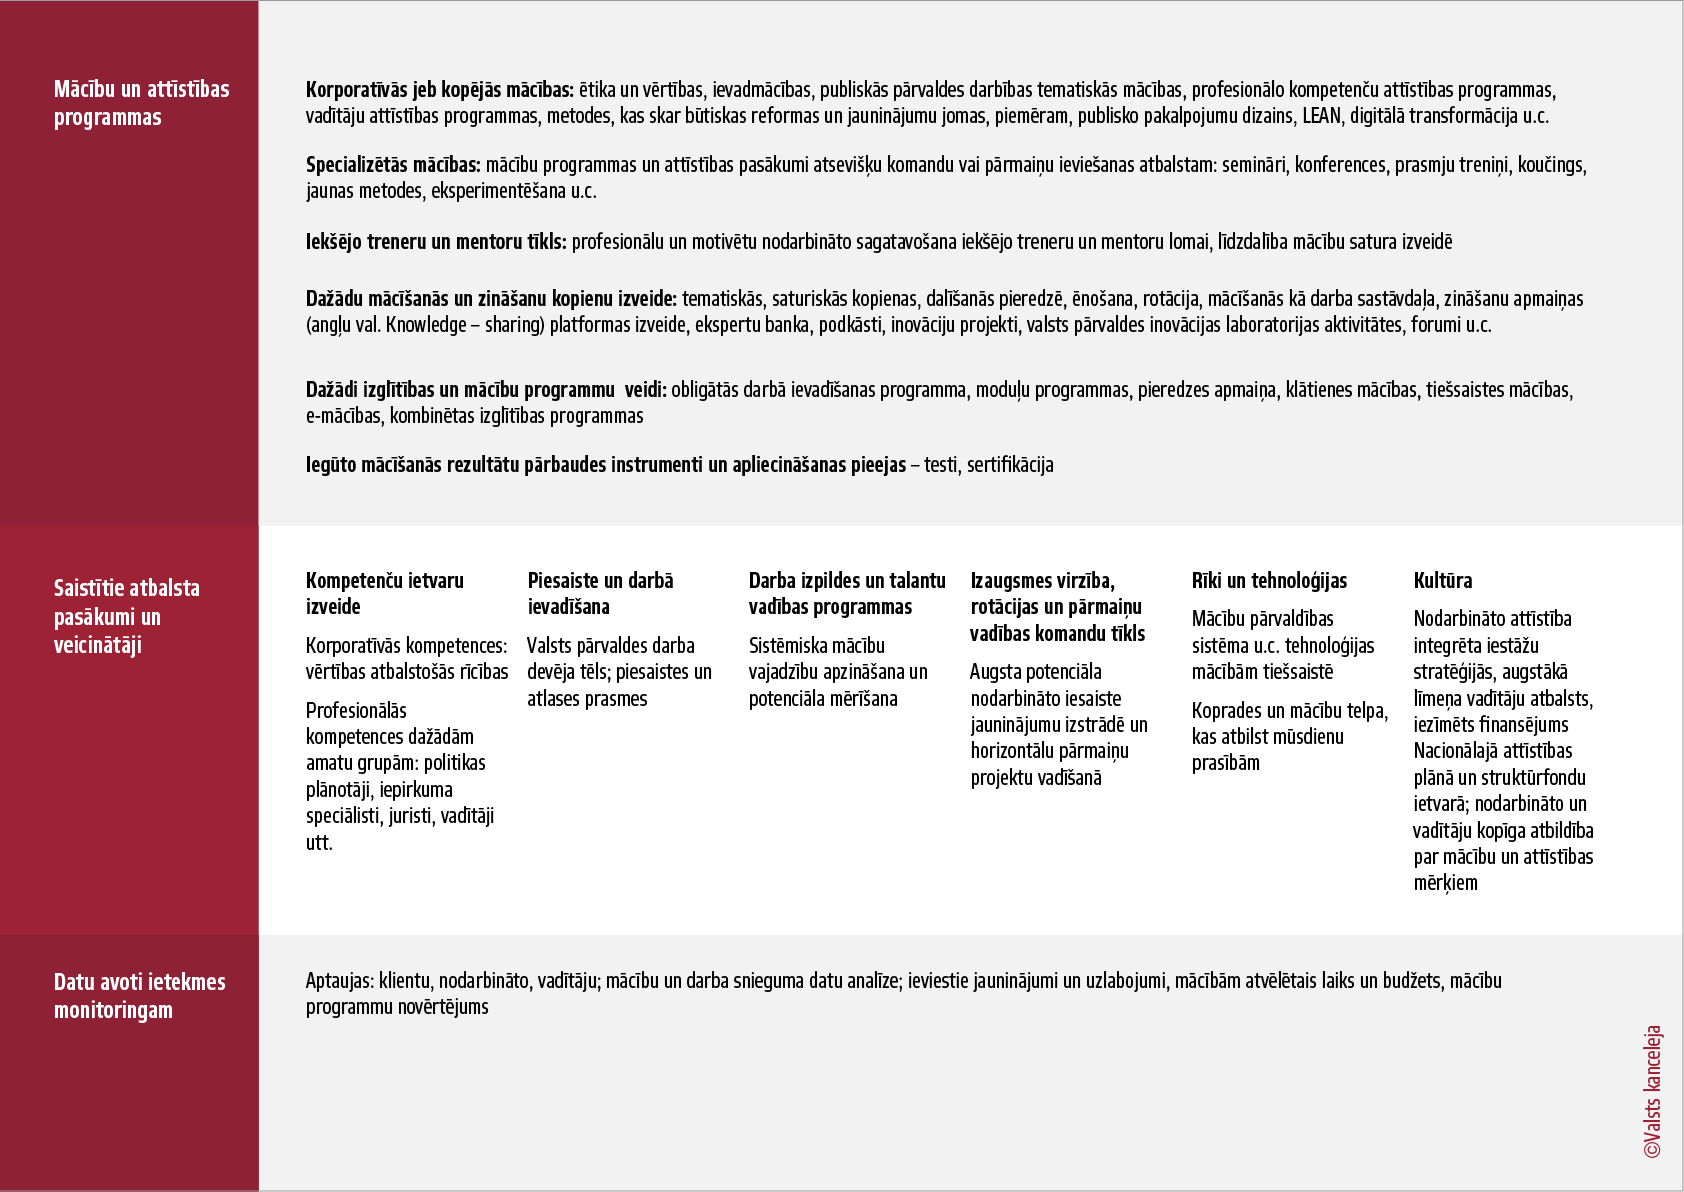 Mācību un attīstības
programmas
Korporatīvās jeb kopējās mācības: ētika un vērtības, ievadmācības, publiskās pārvaldes darbības tematiskās mācības, profesionālo kompetenču attīstības programmas,
vadītāju attīstības programmas, metodes, kas skar būtiskas reformas un jauninājumu jomas, piemēram, publisko pakalpojumu dizains, LEAN, digitālā transformācija u.c.
Specializētās mācības: mācību programmas un attīstības pasākumi atsevišķu komandu vai pārmaiņu ieviešanas atbalstam: semināri, konferences, prasmju treniņi, koučings,
jaunas metodes, eksperimentēšana u.c.
Iekšējo treneru un mentoru tīkls: profesionālu un motivētu nodarbināto sagatavošana iekšējo treneru un mentoru lomai, līdzdalība mācību satura izveidē
Dažādu mācīšanās un zināšanu kopienu izveide: tematiskās, saturiskās kopienas, dalīšanās pieredzē, ēnošana, rotācija, mācīšanās kā darba sastāvdaļa, zināšanu apmaiņas
(angļu val. Knowledge – sharing) platformas izveide, ekspertu banka, podkāsti, inovāciju projekti, valsts pārvaldes inovācijas laboratorijas aktivitātes, forumi u.c.
Dažādi izglītības un mācību programmu  veidi: obligātās darbā ievadīšanas programma, moduļu programmas, pieredzes apmaiņa, klātienes mācības, tiešsaistes mācības,
e-mācības, kombinētas izglītības programmas
Iegūto mācīšanās rezultātu pārbaudes instrumenti un apliecināšanas pieejas – testi, sertifikācija
Saistītie atbalsta
pasākumi un
veicinātāji
Kompetenču ietvaru
izveide
Korporatīvās kompetences:
vērtības atbalstošās rīcības
Profesionālās
kompetences dažādām
amatu grupām: politikas
plānotāji, iepirkuma
speciālisti, juristi, vadītāji
utt.
Piesaiste un darbā
ievadīšana
Valsts pārvaldes darba
devēja tēls; piesaistes un
atlases prasmes
Darba izpildes un talantu
vadības programmas
Sistēmiska mācību
vajadzību apzināšana un
potenciāla mērīšana
Izaugsmes virzība,
rotācijas un pārmaiņu
vadības komandu tīkls
Augsta potenciāla
nodarbināto iesaiste
jauninājumu izstrādē un
horizontālu pārmaiņu
projektu vadīšanā
Rīki un tehnoloģijas
Mācību pārvaldības
sistēma u.c. tehnoloģijas
mācībām tiešsaistē
Koprades un mācību telpa,
kas atbilst mūsdienu
prasībām
Kultūra
Nodarbināto attīstība
integrēta iestāžu
stratēģijās, augstākā
līmeņa vadītāju atbalsts,
iezīmēts finansējums
Nacionālajā attīstības
plānā un struktūrfondu
ietvarā; nodarbināto un
vadītāju kopīga atbildība
par mācību un attīstības
mērķiem
Datu avoti ietekmes
monitoringam
Aptaujas: klientu, nodarbināto, vadītāju; mācību un darba snieguma datu analīze; ieviestie jauninājumi un uzlabojumi, mācībām atvēlētais laiks un budžets, mācību
programmu novērtējums
©Valsts kanceleja